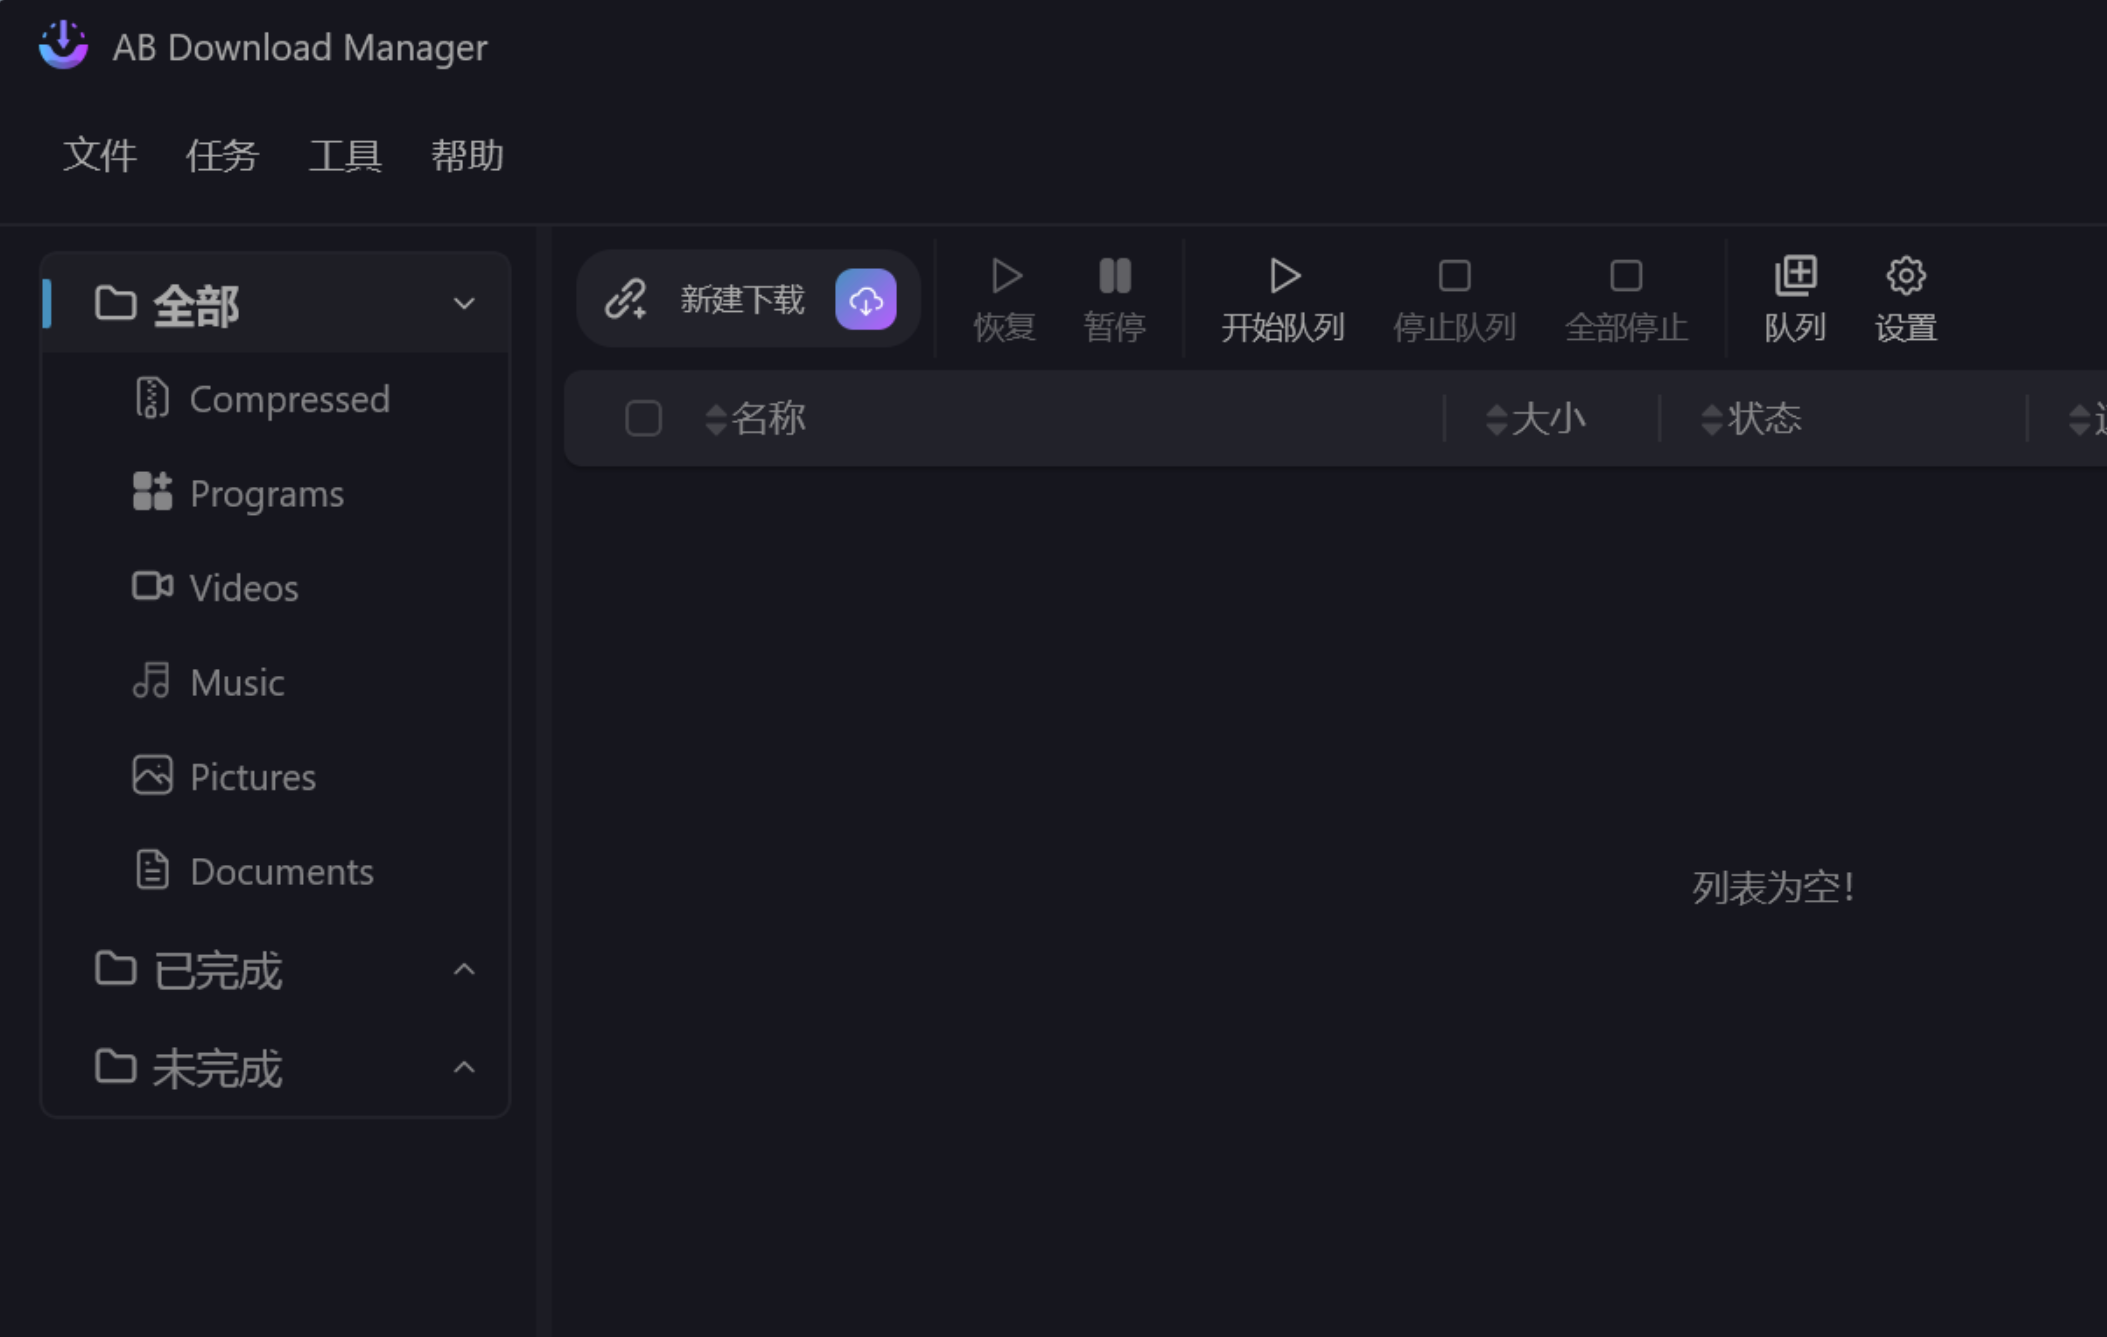 AB Download Manager
文件 任务 工具 帮助
全部
Compressed
Programs
Videos
Music
Pictures
Documents
已完成
未完成
新建下载 恢复 暂停 开始队列 停止队列 全部停止 队列 设置
名称 大小 状态
列表为空!